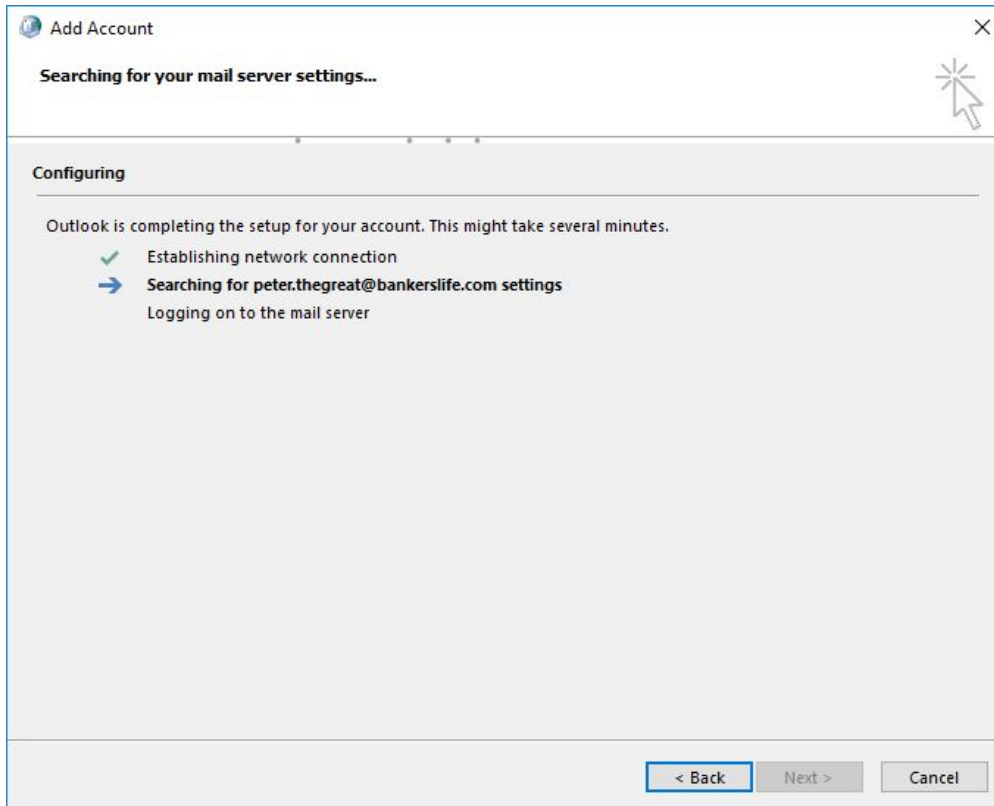 Add Account
Searching for your mail server settings...
Configuring
Outlook is completing the setup for your account. This might take several minutes.
Establishing network connection
Searching for peter.thegreat@bankerslife.com settings
Logging on to the mail server
< Back Next > Cancel